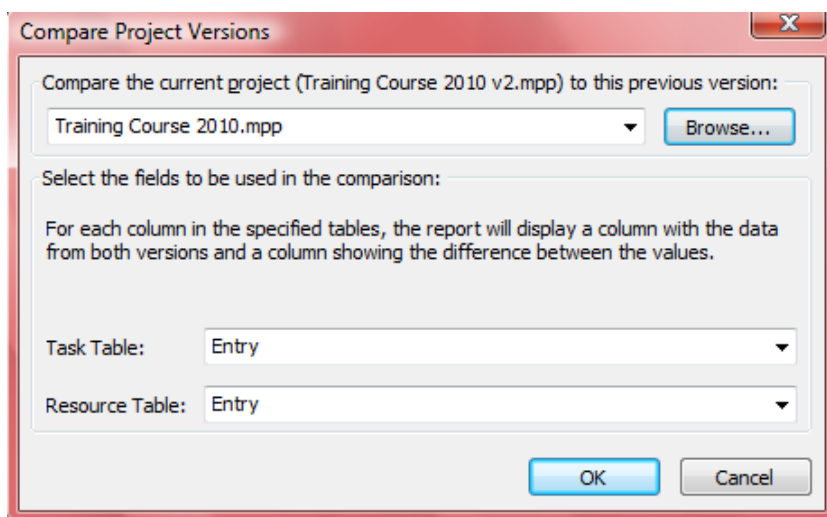 Compare Project Versions
X
Compare the current project (Training Course 2010 v2.mpp) to this previous version:
Training Course 2010.mpp
Browse...
Select the fields to be used in the comparison:
For each column in the specified tables, the report will display a column with the data
from both versions and a column showing the difference between the values.
Task Table:
Entry
Resource Table:
Entry
OK
Cancel